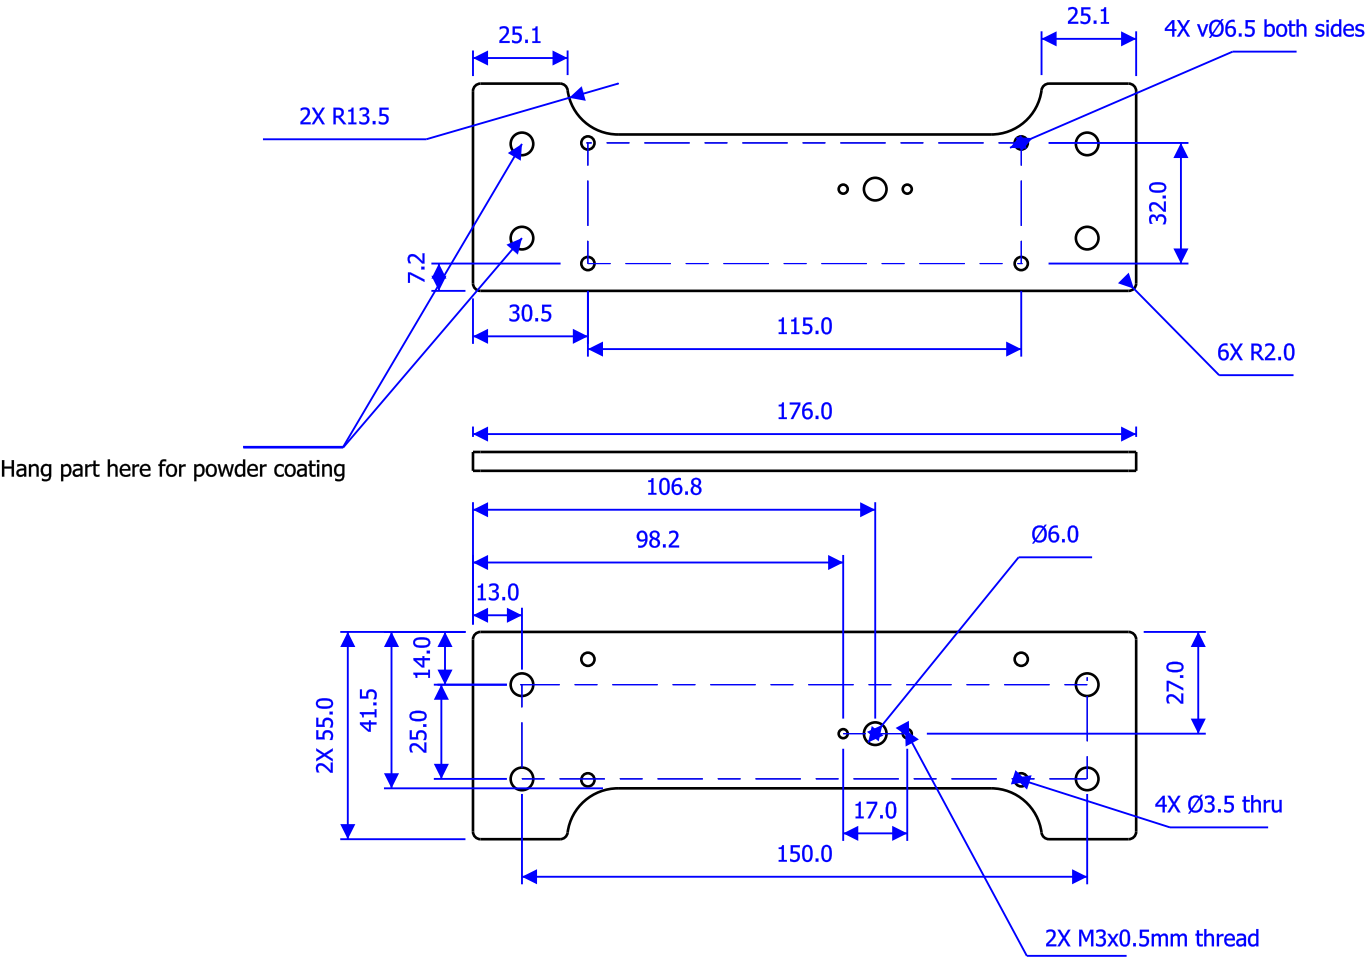 25.1
25.1
4X vØ6.5 both sides
2X R13.5
32.0
7.2
30.5
115.0
6X R2.0
176.0
Hang part here for powder coating
106.8
98.2
Ø6.0
13.0
14.0
27.0
41.5
25.0
2X 55.0
17.0
4X Ø3.5 thru
150.0
2X M3x0.5mm thread